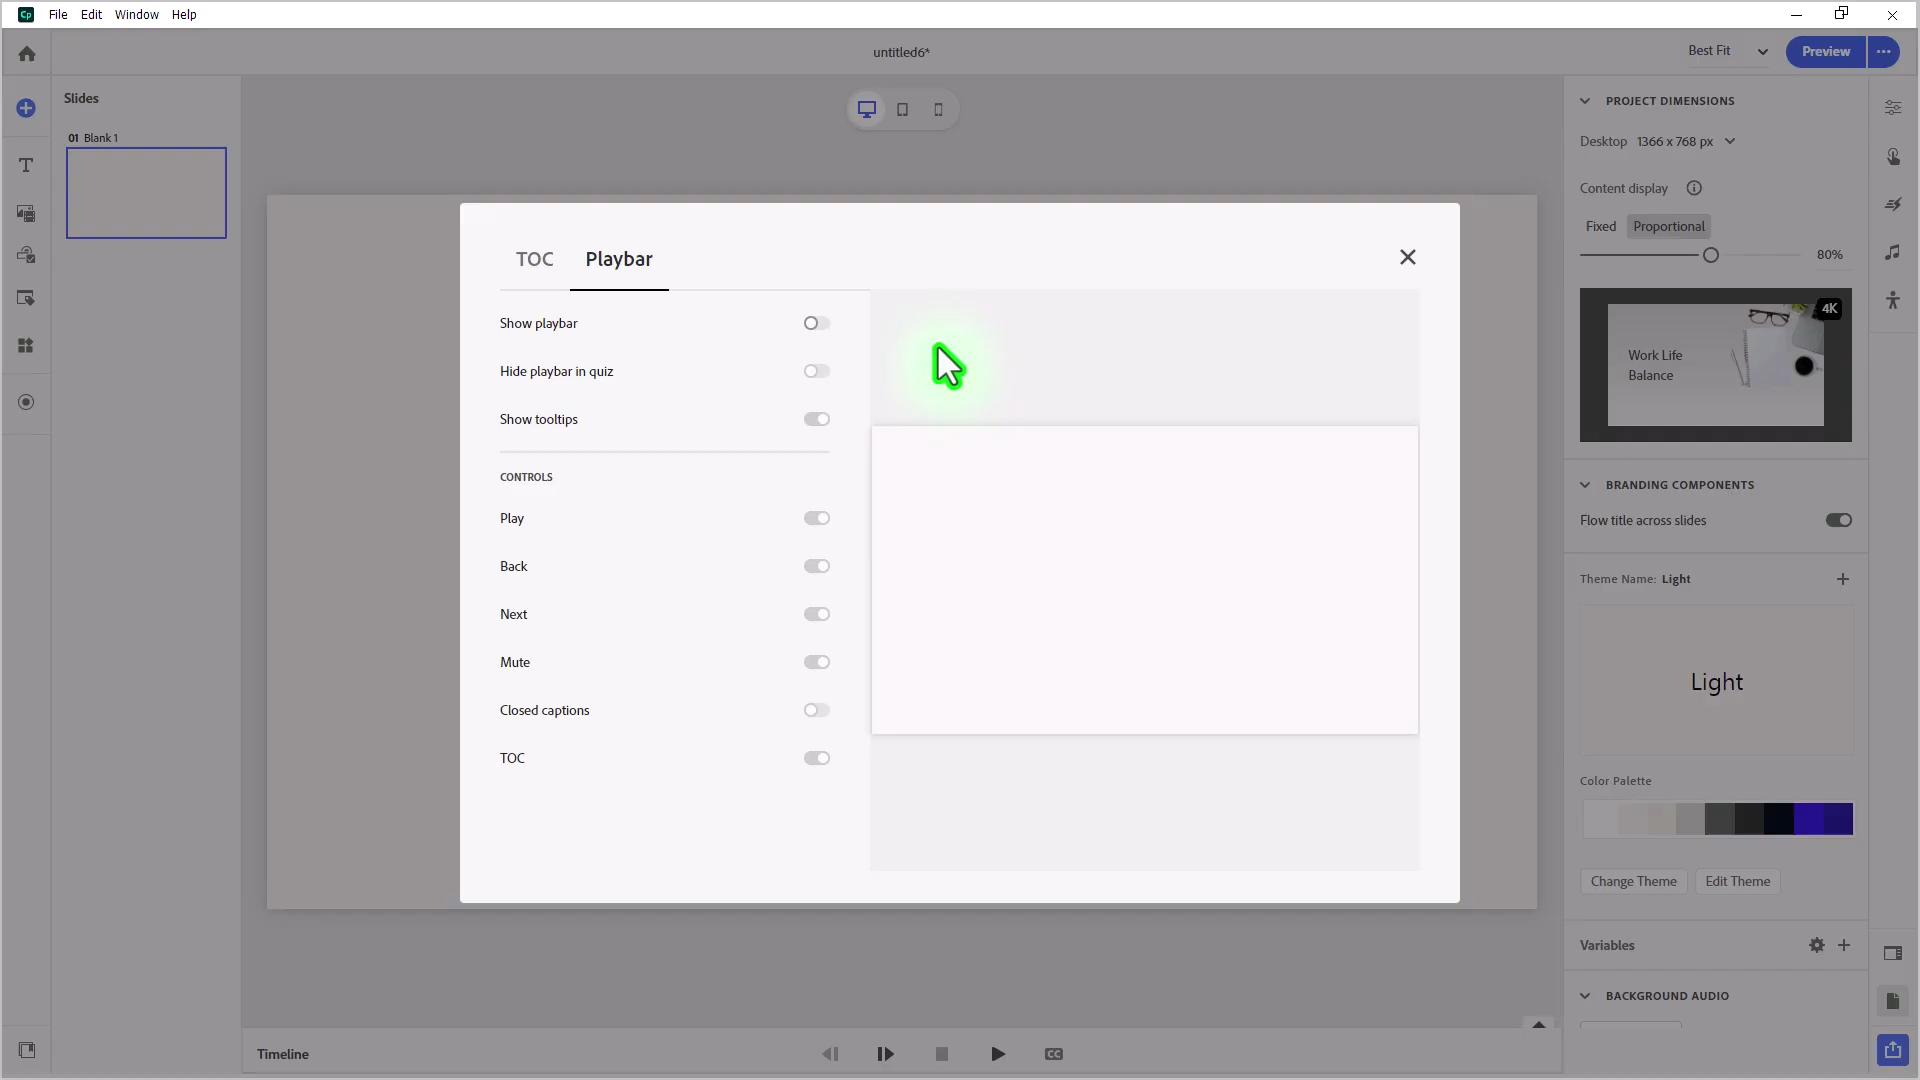 Cp File Edit Window Help
untitled6*
Best Fit
Preview
Slides
01 Blank 1
TOC
Playbar
Show playbar
Hide playbar in quiz
Show tooltips
CONTROLS
Play
Back
Next
Mute
Closed captions
TOC
PROJECT DIMENSIONS
Desktop 1366 x 768 px
Content display
Fixed Proportional
80%
4K
Work Life
Balance
BRANDING COMPONENTS
Flow title across slides
Theme Name: Light
Light
Color Palette
Change Theme Edit Theme
Variables
BACKGROUND AUDIO
Timeline
CC